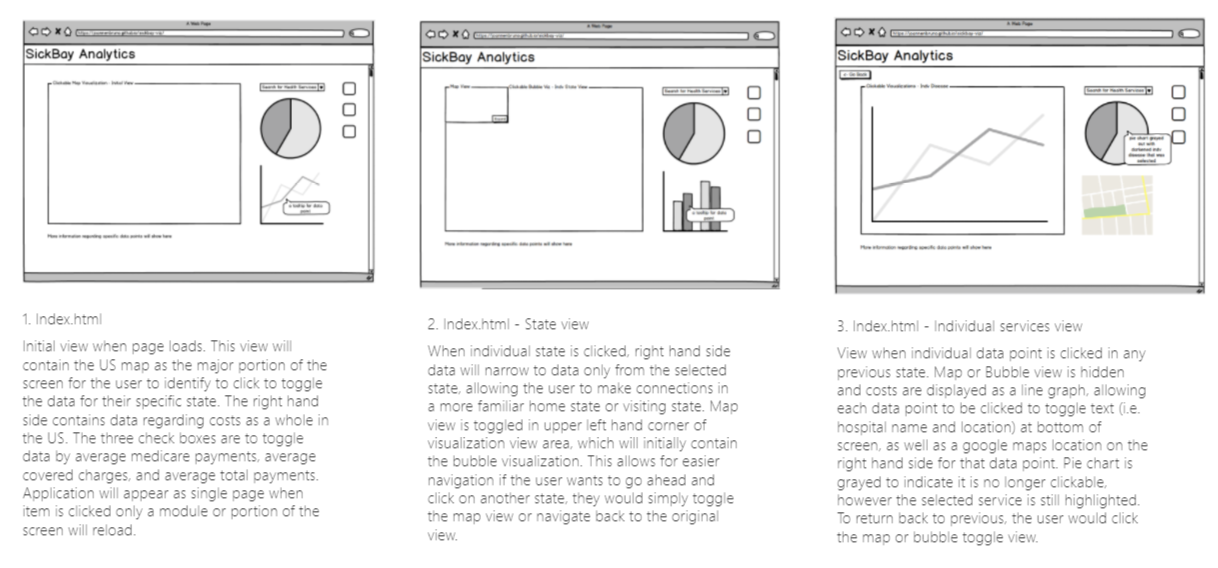 A Web Page
SickBay Analytics
Clickable Map Visualization - Initial View
Search for Health Services
a tooltip for data
point
More information regarding specific data points will show here
1. Index.html
Initial view when page loads. This view will
contain the US map as the major portion of the
screen for the user to identify to click to toggle
the data for their specific state. The right hand
side contains data regarding costs as a whole in
the US. The three check boxes are to toggle
data by average medicare payments, average
covered charges, and average total payments.
Application will appear as single page when
item is clicked only a module or portion of the
screen will reload.
A Web Page
SickBay Analytics
Map View
Clickable Bubble Viz - Indv State View
Search for Health Services
a tooltip for data
point
More information regarding specific data points will show here
2. Index.html - State view
When individual state is clicked, right hand side
data will narrow to data only from the selected
state, allowing the user to make connections in
a more familiar home state or visiting state. Map
view is toggled in upper left hand corner of
visualization view area, which will initially contain
the bubble visualization. This allows for easier
navigation if the user wants to go ahead and
click on another state, they would simply toggle
the map view or navigate back to the original
view.
A Web Page
SickBay Analytics
Go Back
Clickable Visualizations - Indv Disease
Search for Health Services
pie chart grayed
out with
darkened indv
disease that was
selected
More information regarding specific data points will show here
3. Index.html - Individual services view
View when individual data point is clicked in any
previous state. Map or Bubble view is hidden
and costs are displayed as a line graph, allowing
each data point to be clicked to toggle text (i.e.
hospital name and location) at bottom of
screen, as well as a google maps location on the
right hand side for that data point. Pie chart is
grayed to indicate it is no longer clickable,
however the selected service is still highlighted.
To return back to previous, the user would click
the map or bubble toggle view.